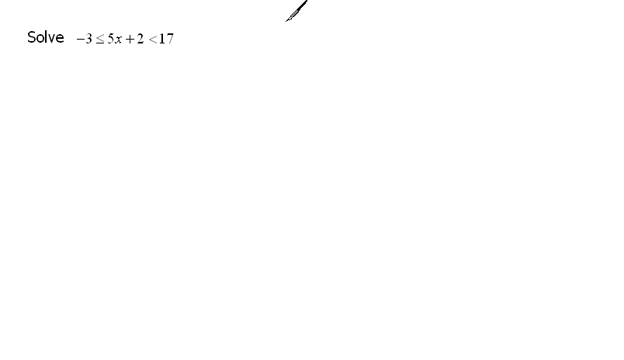 Solve −3 ≤ 5x + 2 < 17